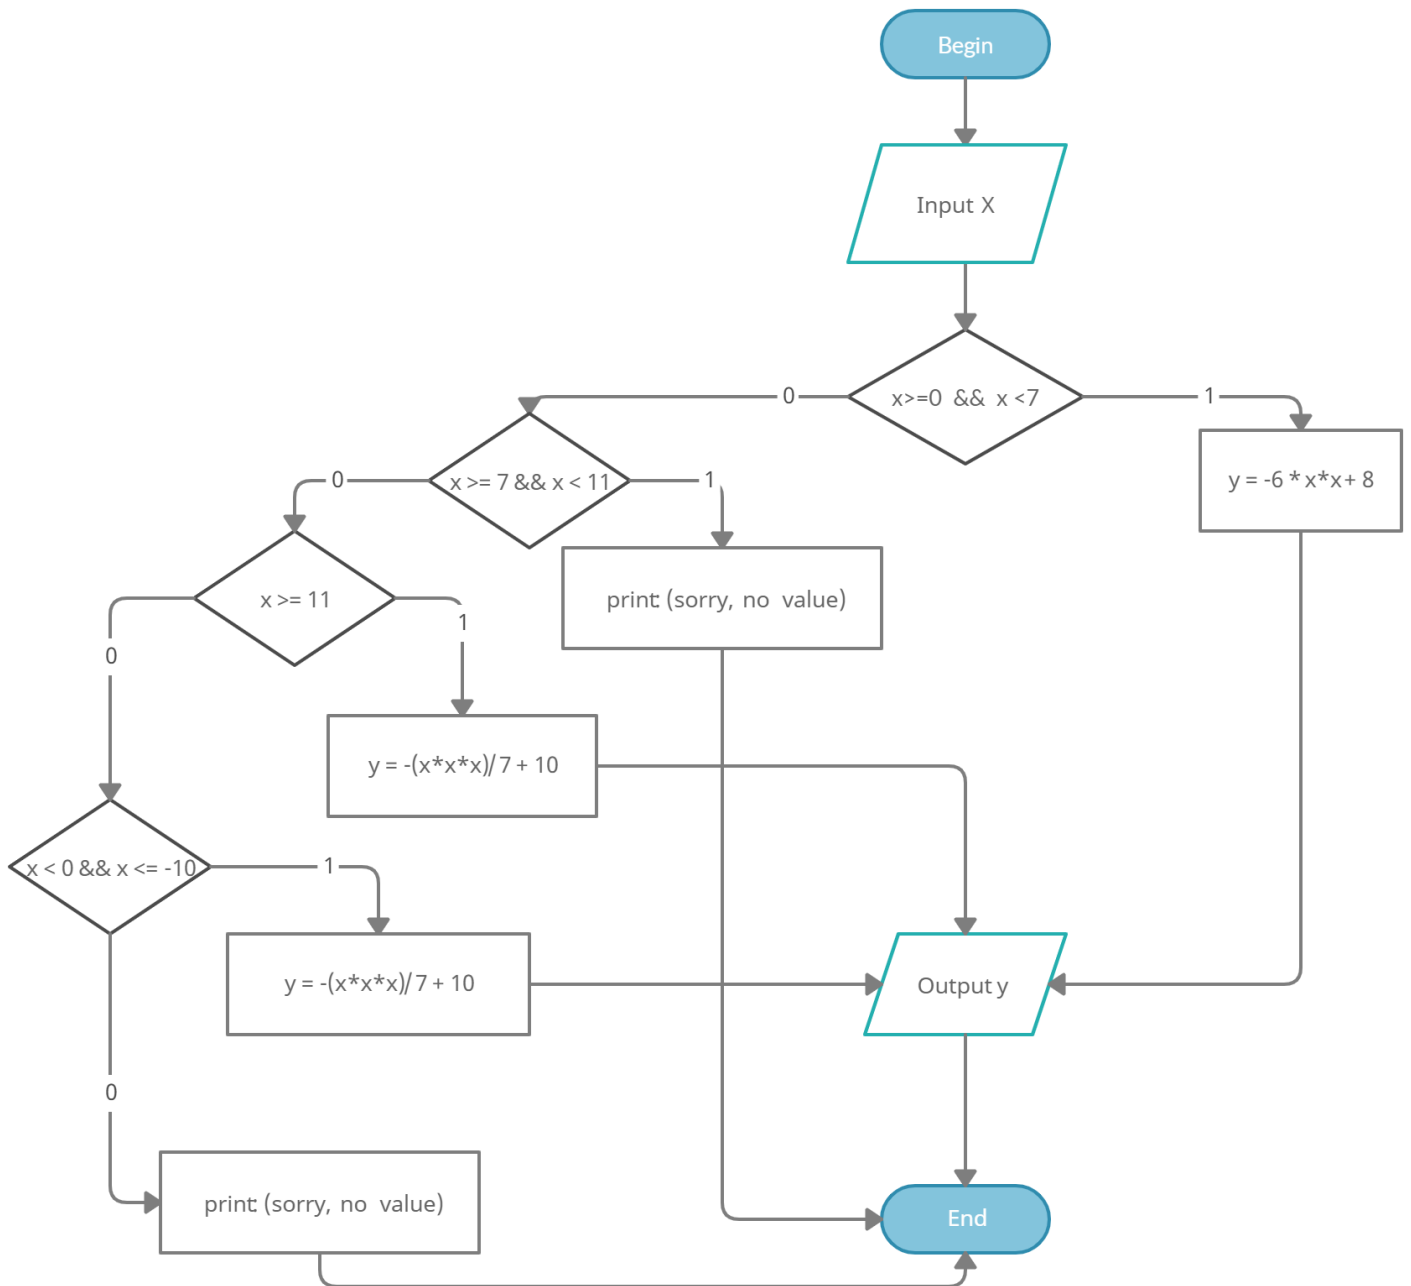 Begin
Input X
x>=0 && x <7
0
1
x >= 7 && x < 11
0
1
y = -6 * x*x+ 8
x >= 11
print: (sorry, no value)
1
0
y = -(x*x*x)/ 7 + 10
x < 0 && x <= -10
1
y = -(x*x*x)/ 7 + 10
Output y
0
print: (sorry, no value)
End